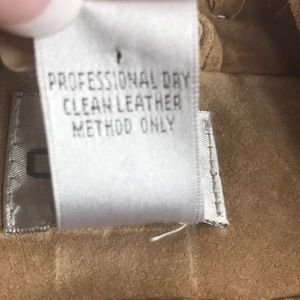 PROFESSIONAL DRY
CLEAN LEATHER
METHOD ONLY